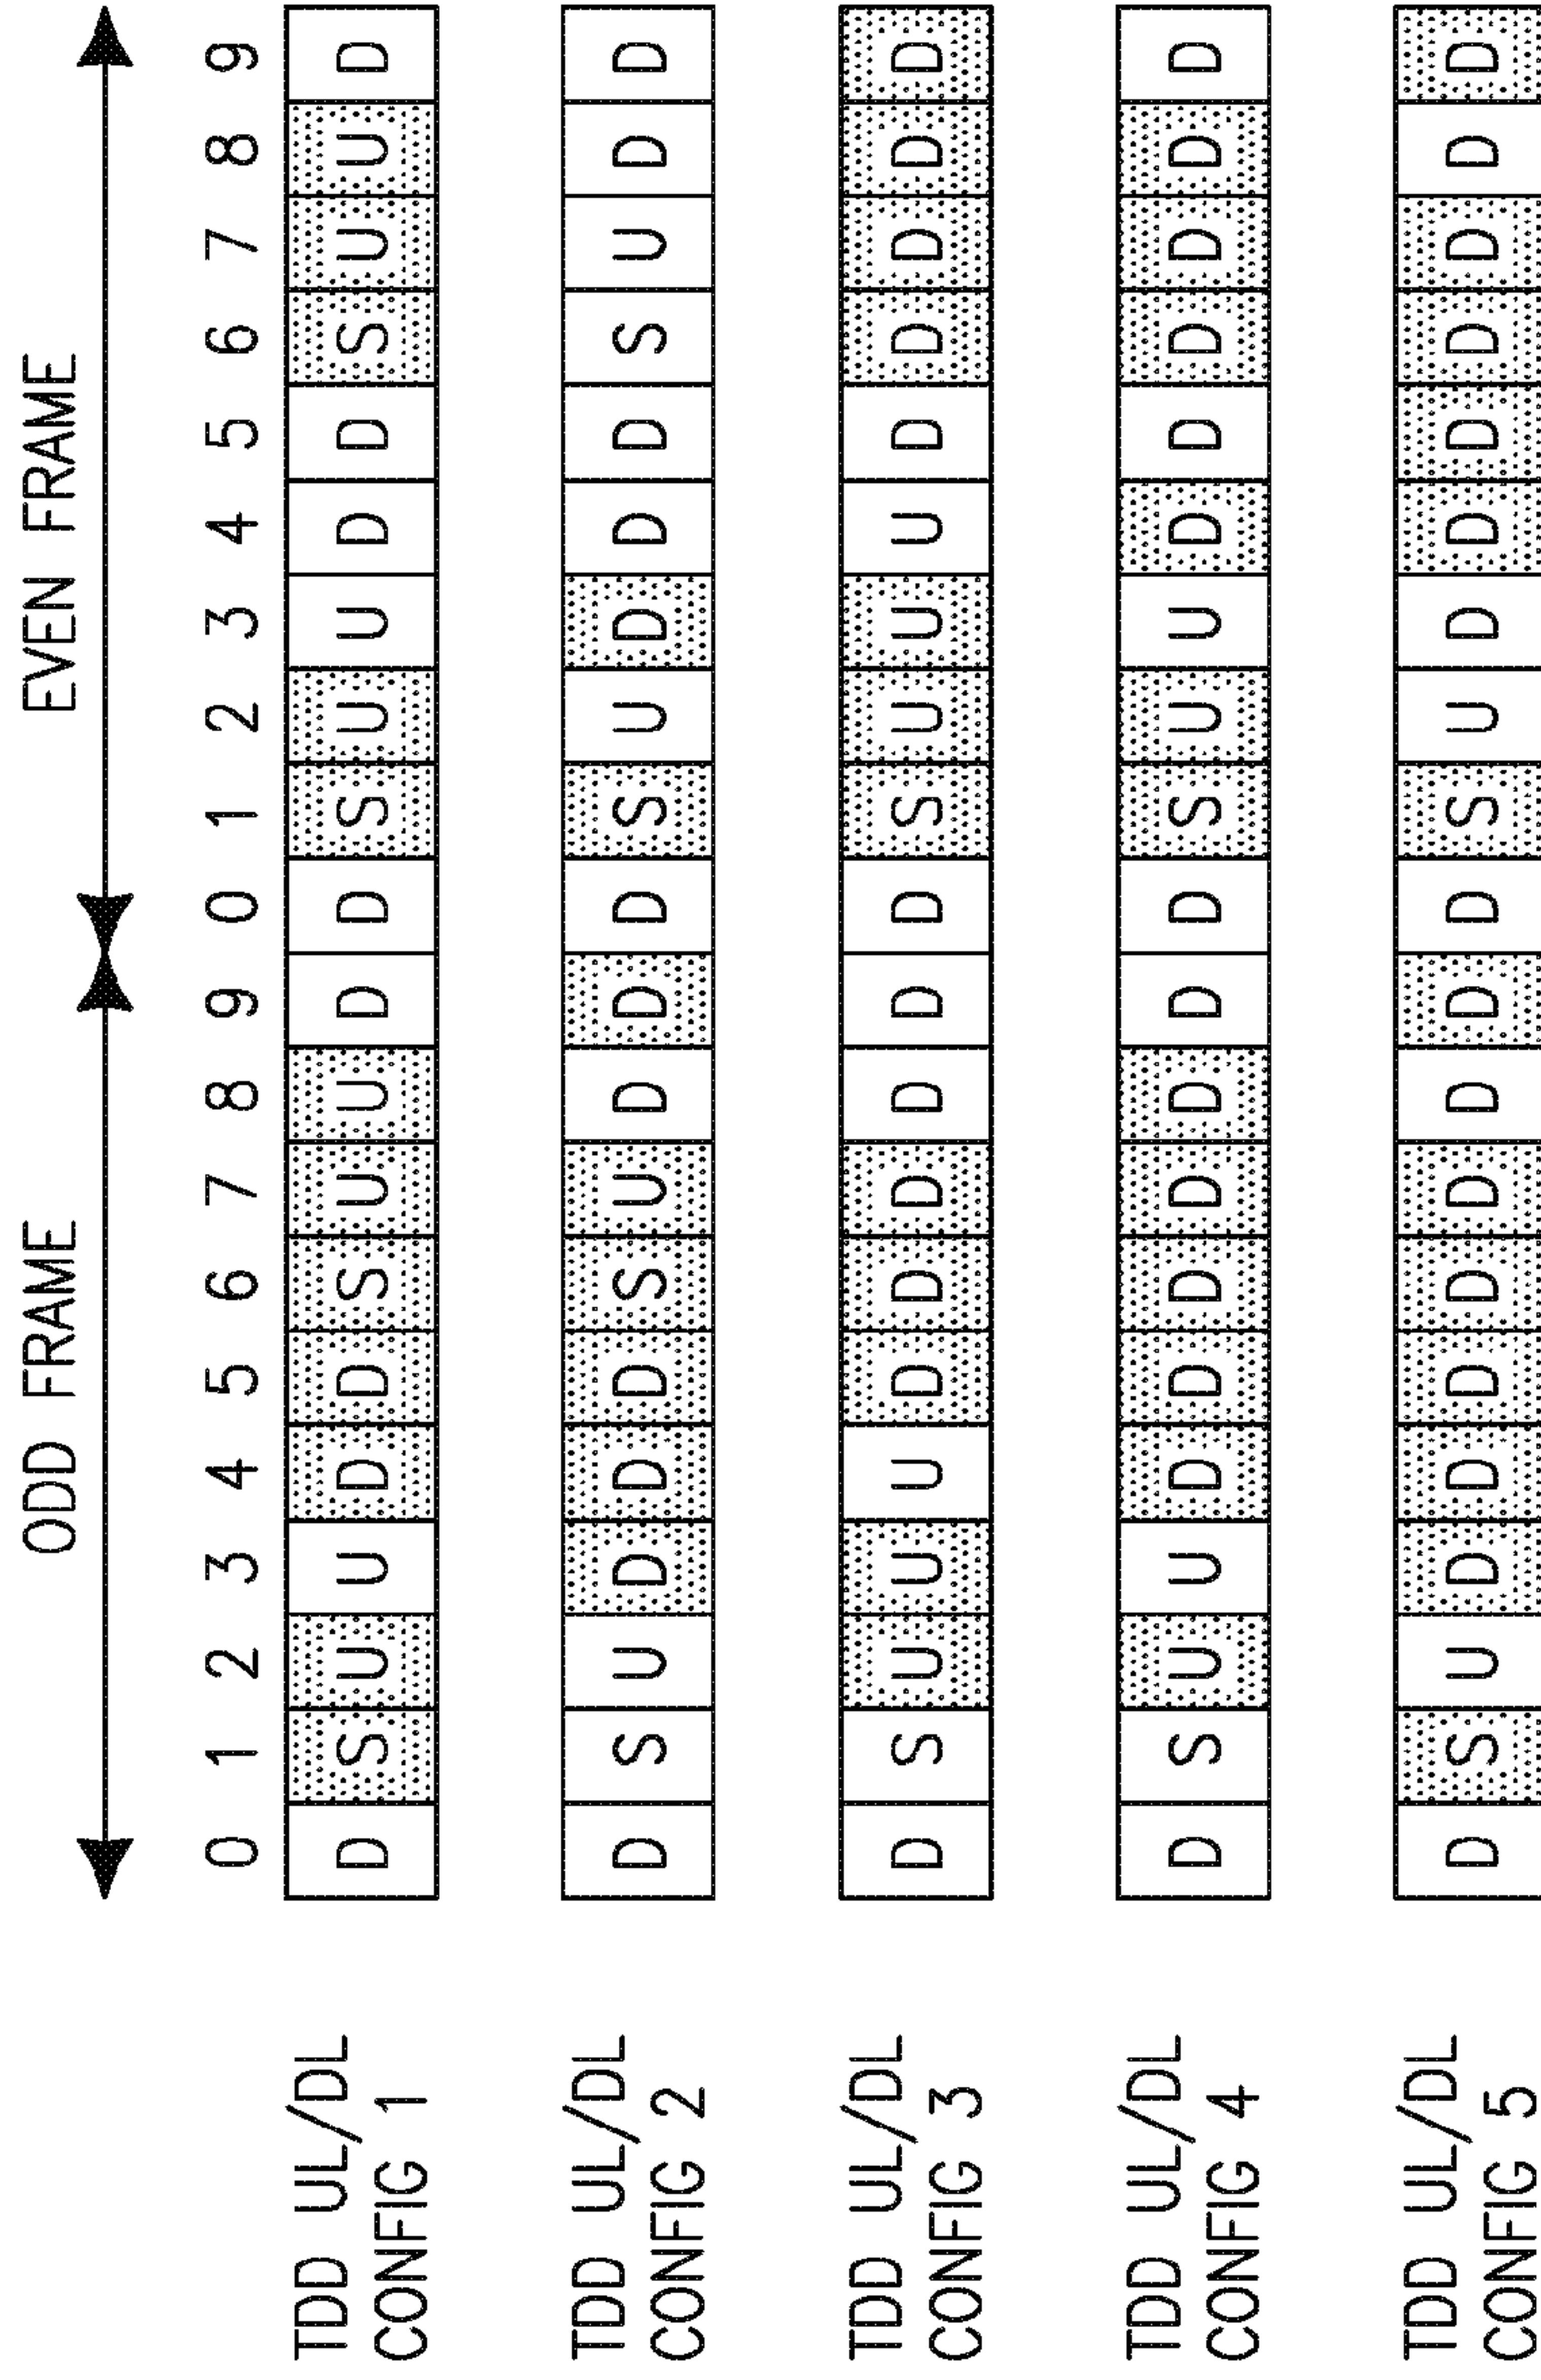 ODD FRAME EVEN FRAME
0 1 2 3 4 5 6 7 8 9 0 1 2 3 4 5 6 7 8 9
TDD UL/DL
CONFIG 1
D S U U D D S U U D D S U U D D S U U D
TDD UL/DL
CONFIG 2
D S U D D D S U D D D S U D D D S U D D
TDD UL/DL
CONFIG 3
D S U U U D D D D D D S U U U D D D D D
TDD UL/DL
CONFIG 4
D S U U D D D D D D D S U U D D D D D D
TDD UL/DL
CONFIG 5
D S U D D D D D D D D S U D D D D D D D